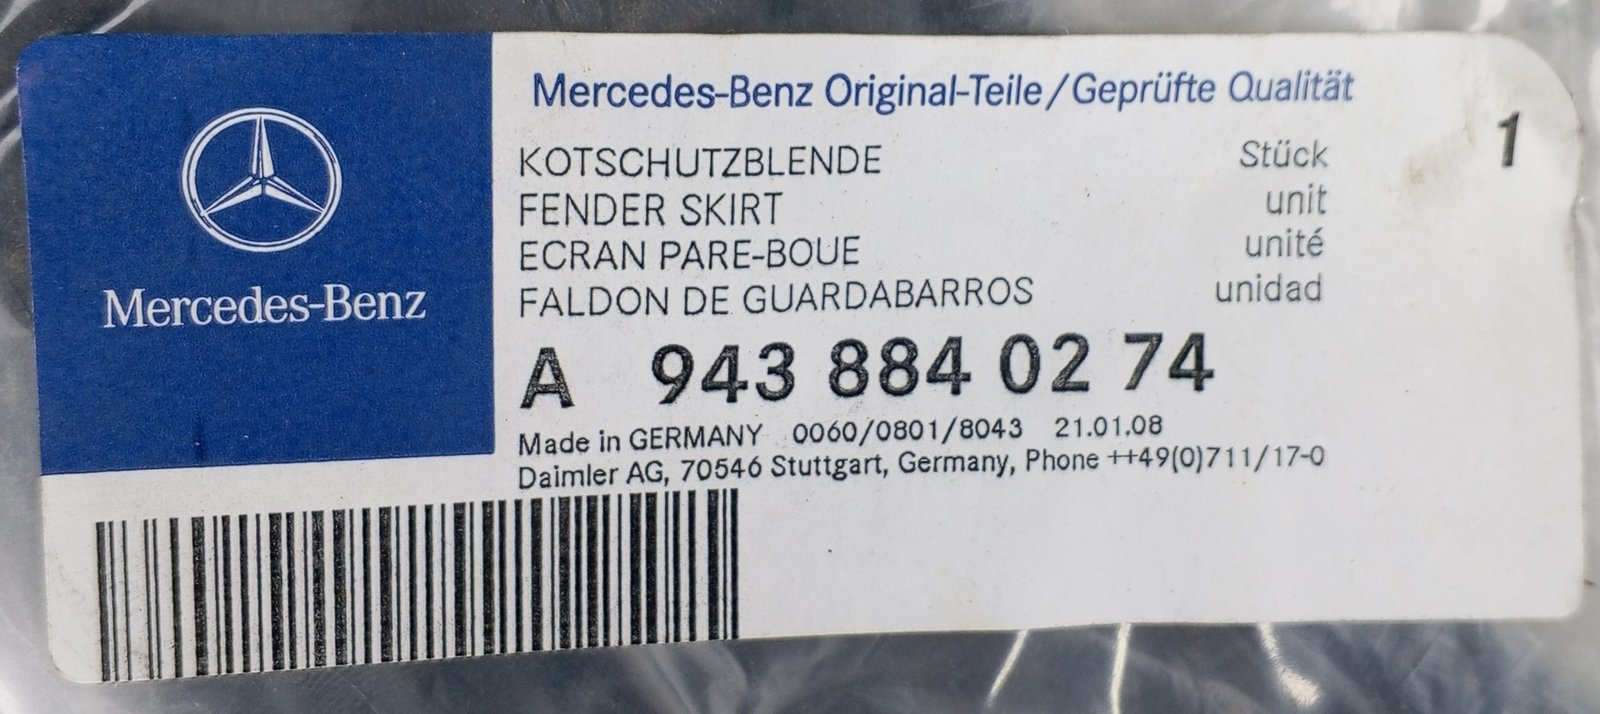 Mercedes-Benz
Mercedes-Benz Original-Teile/Geprüfte Qualität
KOTSCHUTZBLENDE Stück 1
FENDER SKIRT unit
ECRAN PARE-BOUE unité
FALDON DE GUARDABARROS unidad
A 943 884 02 74
Made in GERMANY 0060/0801/8043 21.01.08
Daimler AG, 70546 Stuttgart, Germany, Phone ++49(0)711/17-0